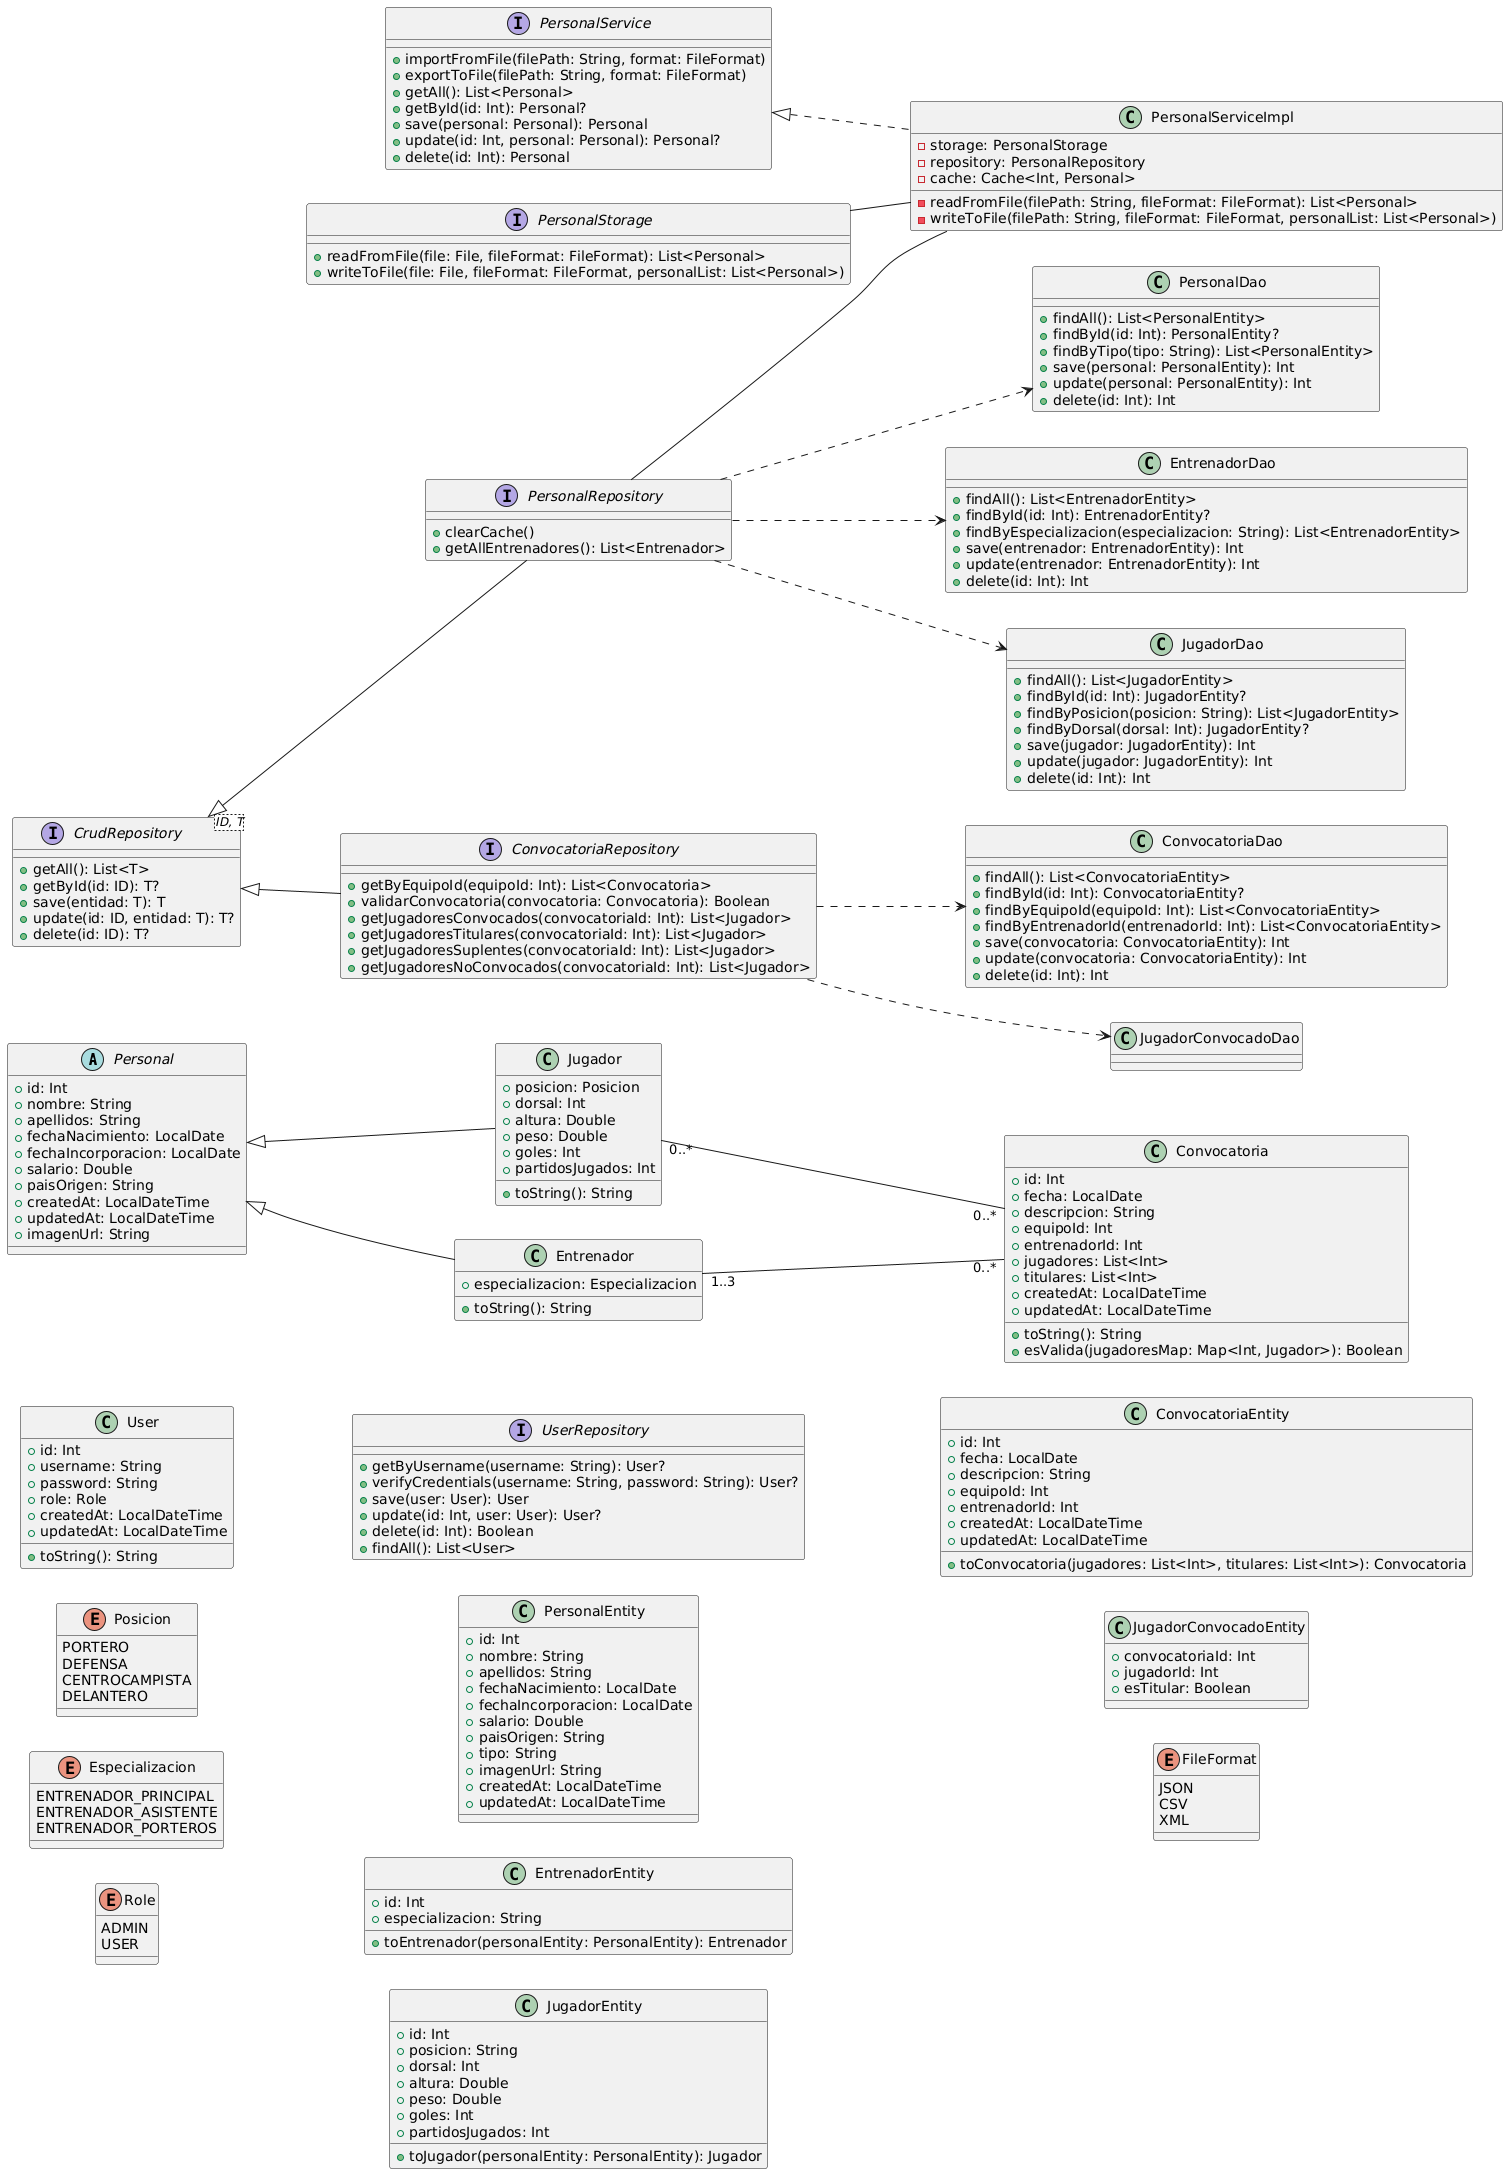 PersonalService
importFromFile(filePath: String, format: FileFormat)
exportToFile(filePath: String, format: FileFormat)
getAll(): List<Personal>
getById(id: Int): Personal?
save(personal: Personal): Personal
update(id: Int, personal: Personal): Personal?
delete(id: Int): Personal
PersonalServiceImpl
storage: PersonalStorage
repository: PersonalRepository
cache: Cache<Int, Personal>
readFromFile(filePath: String, fileFormat: FileFormat): List<Personal>
writeToFile(filePath: String, fileFormat: FileFormat, personalList: List<Personal>)
PersonalStorage
readFromFile(file: File, fileFormat: FileFormat): List<Personal>
writeToFile(file: File, fileFormat: FileFormat, personalList: List<Personal>)
PersonalDao
findAll(): List<PersonalEntity>
findById(id: Int): PersonalEntity?
findByTipo(tipo: String): List<PersonalEntity>
save(personal: PersonalEntity): Int
update(personal: PersonalEntity): Int
delete(id: Int): Int
PersonalRepository
clearCache()
getAllEntrenadores(): List<Entrenador>
EntrenadorDao
findAll(): List<EntrenadorEntity>
findById(id: Int): EntrenadorEntity?
findByEspecializacion(especializacion: String): List<EntrenadorEntity>
save(entrenador: EntrenadorEntity): Int
update(entrenador: EntrenadorEntity): Int
delete(id: Int): Int
JugadorDao
findAll(): List<JugadorEntity>
findById(id: Int): JugadorEntity?
findByPosicion(posicion: String): List<JugadorEntity>
findByDorsal(dorsal: Int): JugadorEntity?
save(jugador: JugadorEntity): Int
update(jugador: JugadorEntity): Int
delete(id: Int): Int
CrudRepository
ID, T
getAll(): List<T>
getById(id: ID): T?
save(entidad: T): T
update(id: ID, entidad: T): T?
delete(id: ID): T?
ConvocatoriaRepository
getByEquipoId(equipoId: Int): List<Convocatoria>
validarConvocatoria(convocatoria: Convocatoria): Boolean
getJugadoresConvocados(convocatoriaId: Int): List<Jugador>
getJugadoresTitulares(convocatoriaId: Int): List<Jugador>
getJugadoresSuplentes(convocatoriaId: Int): List<Jugador>
getJugadoresNoConvocados(convocatoriaId: Int): List<Jugador>
ConvocatoriaDao
findAll(): List<ConvocatoriaEntity>
findById(id: Int): ConvocatoriaEntity?
findByEquipoId(equipoId: Int): List<ConvocatoriaEntity>
findByEntrenadorId(entrenadorId: Int): List<ConvocatoriaEntity>
save(convocatoria: ConvocatoriaEntity): Int
update(convocatoria: ConvocatoriaEntity): Int
delete(id: Int): Int
JugadorConvocadoDao
Personal
id: Int
nombre: String
apellidos: String
fechaNacimiento: LocalDate
fechaIncorporacion: LocalDate
salario: Double
paisOrigen: String
createdAt: LocalDateTime
updatedAt: LocalDateTime
imagenUrl: String
Jugador
posicion: Posicion
dorsal: Int
altura: Double
peso: Double
goles: Int
partidosJugados: Int
toString(): String
0..*
0..*
Entrenador
especializacion: Especializacion
toString(): String
1..3
0..*
Convocatoria
id: Int
fecha: LocalDate
descripcion: String
equipoId: Int
entrenadorId: Int
jugadores: List<Int>
titulares: List<Int>
createdAt: LocalDateTime
updatedAt: LocalDateTime
toString(): String
esValida(jugadoresMap: Map<Int, Jugador>): Boolean
User
id: Int
username: String
password: String
role: Role
createdAt: LocalDateTime
updatedAt: LocalDateTime
toString(): String
UserRepository
getByUsername(username: String): User?
verifyCredentials(username: String, password: String): User?
save(user: User): User
update(id: Int, user: User): User?
delete(id: Int): Boolean
findAll(): List<User>
ConvocatoriaEntity
id: Int
fecha: LocalDate
descripcion: String
equipoId: Int
entrenadorId: Int
createdAt: LocalDateTime
updatedAt: LocalDateTime
toConvocatoria(jugadores: List<Int>, titulares: List<Int>): Convocatoria
Posicion
PORTERO
DEFENSA
CENTROCAMPISTA
DELANTERO
PersonalEntity
id: Int
nombre: String
apellidos: String
fechaNacimiento: LocalDate
fechaIncorporacion: LocalDate
salario: Double
paisOrigen: String
tipo: String
imagenUrl: String
createdAt: LocalDateTime
updatedAt: LocalDateTime
JugadorConvocadoEntity
convocatoriaId: Int
jugadorId: Int
esTitular: Boolean
Especializacion
ENTRENADOR_PRINCIPAL
ENTRENADOR_ASISTENTE
ENTRENADOR_PORTEROS
FileFormat
JSON
CSV
XML
Role
ADMIN
USER
EntrenadorEntity
id: Int
especializacion: String
toEntrenador(personalEntity: PersonalEntity): Entrenador
JugadorEntity
id: Int
posicion: String
dorsal: Int
altura: Double
peso: Double
goles: Int
partidosJugados: Int
toJugador(personalEntity: PersonalEntity): Jugador